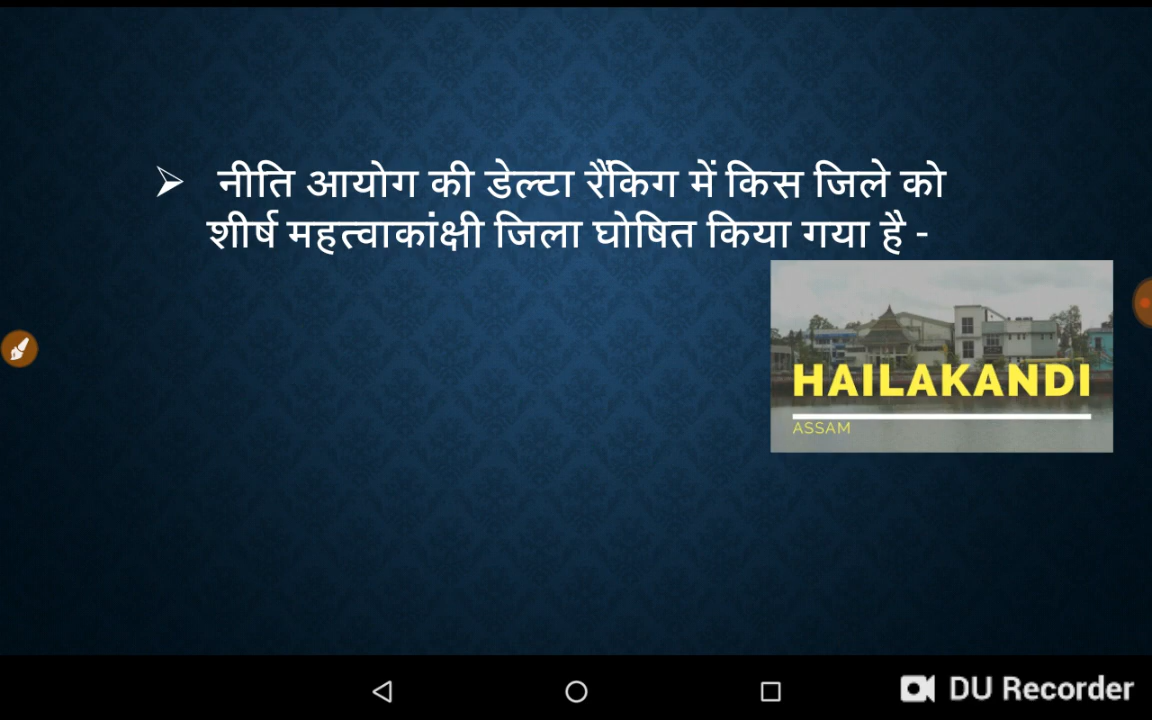 ➢ नीति आयोग की डेल्टा रैंकिग में किस जिले को
शीर्ष महत्वाकांक्षी जिला घोषित किया गया है -
HAILAKANDI
ASSAM
DU Recorder